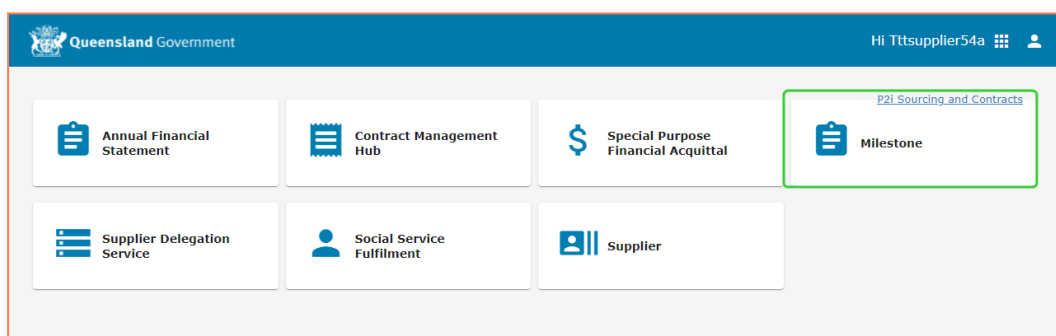 Queensland Government
Hi Tttsupplier54a
P2i Sourcing and Contracts
Annual Financial
Statement
Contract Management
Hub
Special Purpose
Financial Acquittal
Milestone
Supplier Delegation
Service
Social Service
Fulfilment
Supplier